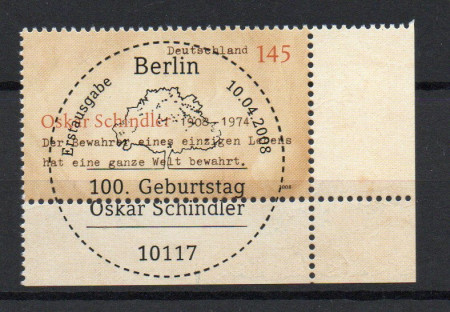 Deutschland 145
Berlin
Erstausgabe
10.04.2008
Oskar Schindler 1908-1974
Der Bewahrer eines einzigen Lebens
hat eine ganze Welt bewahrt.
100. Geburtstag
2008
Oskar Schindler
10117